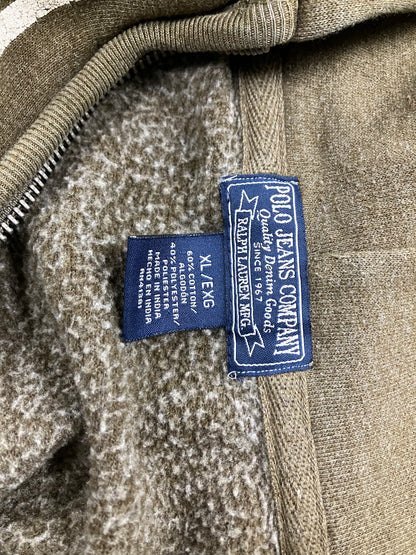 POLO JEANS COMPANY
Quality Denim Goods
SINCE 1967
RALPH LAUREN MFG.
XL/EXG
60% COTTON/
ALGODÓN
40% POLYESTER/
POLIESTER
MADE IN INDIA
HECHO EN INDIA